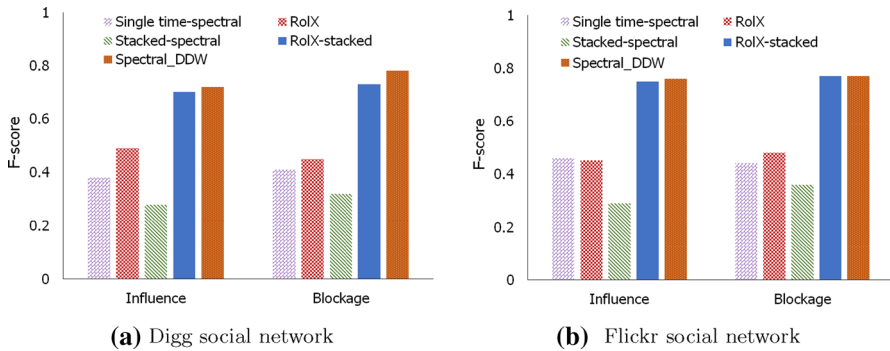 Single time-spectral
RolX
Stacked-spectral
RolX-stacked
Spectral_DDW
F-score
1
0.8
0.6
0.4
0.2
0
Influence
Blockage
(a) Digg social network
Single time-spectral
RolX
Stacked-spectral
RolX-stacked
Spectral_DDW
F-score
1
0.8
0.6
0.4
0.2
0
Influence
Blockage
(b) Flickr social network